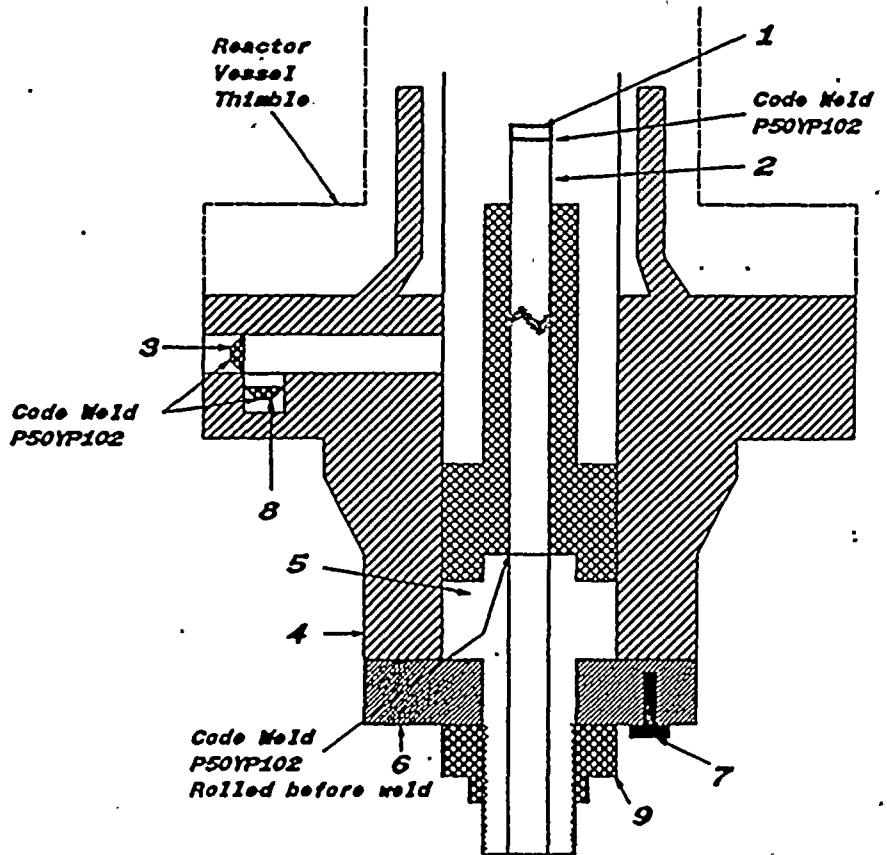 Reactor
Vessel
Thimble
1
Code Weld
P50YP102
2
3
Code Weld
P50YP102
8
5
4
Code Weld
P50YP102
Rolled before weld
6
7
9